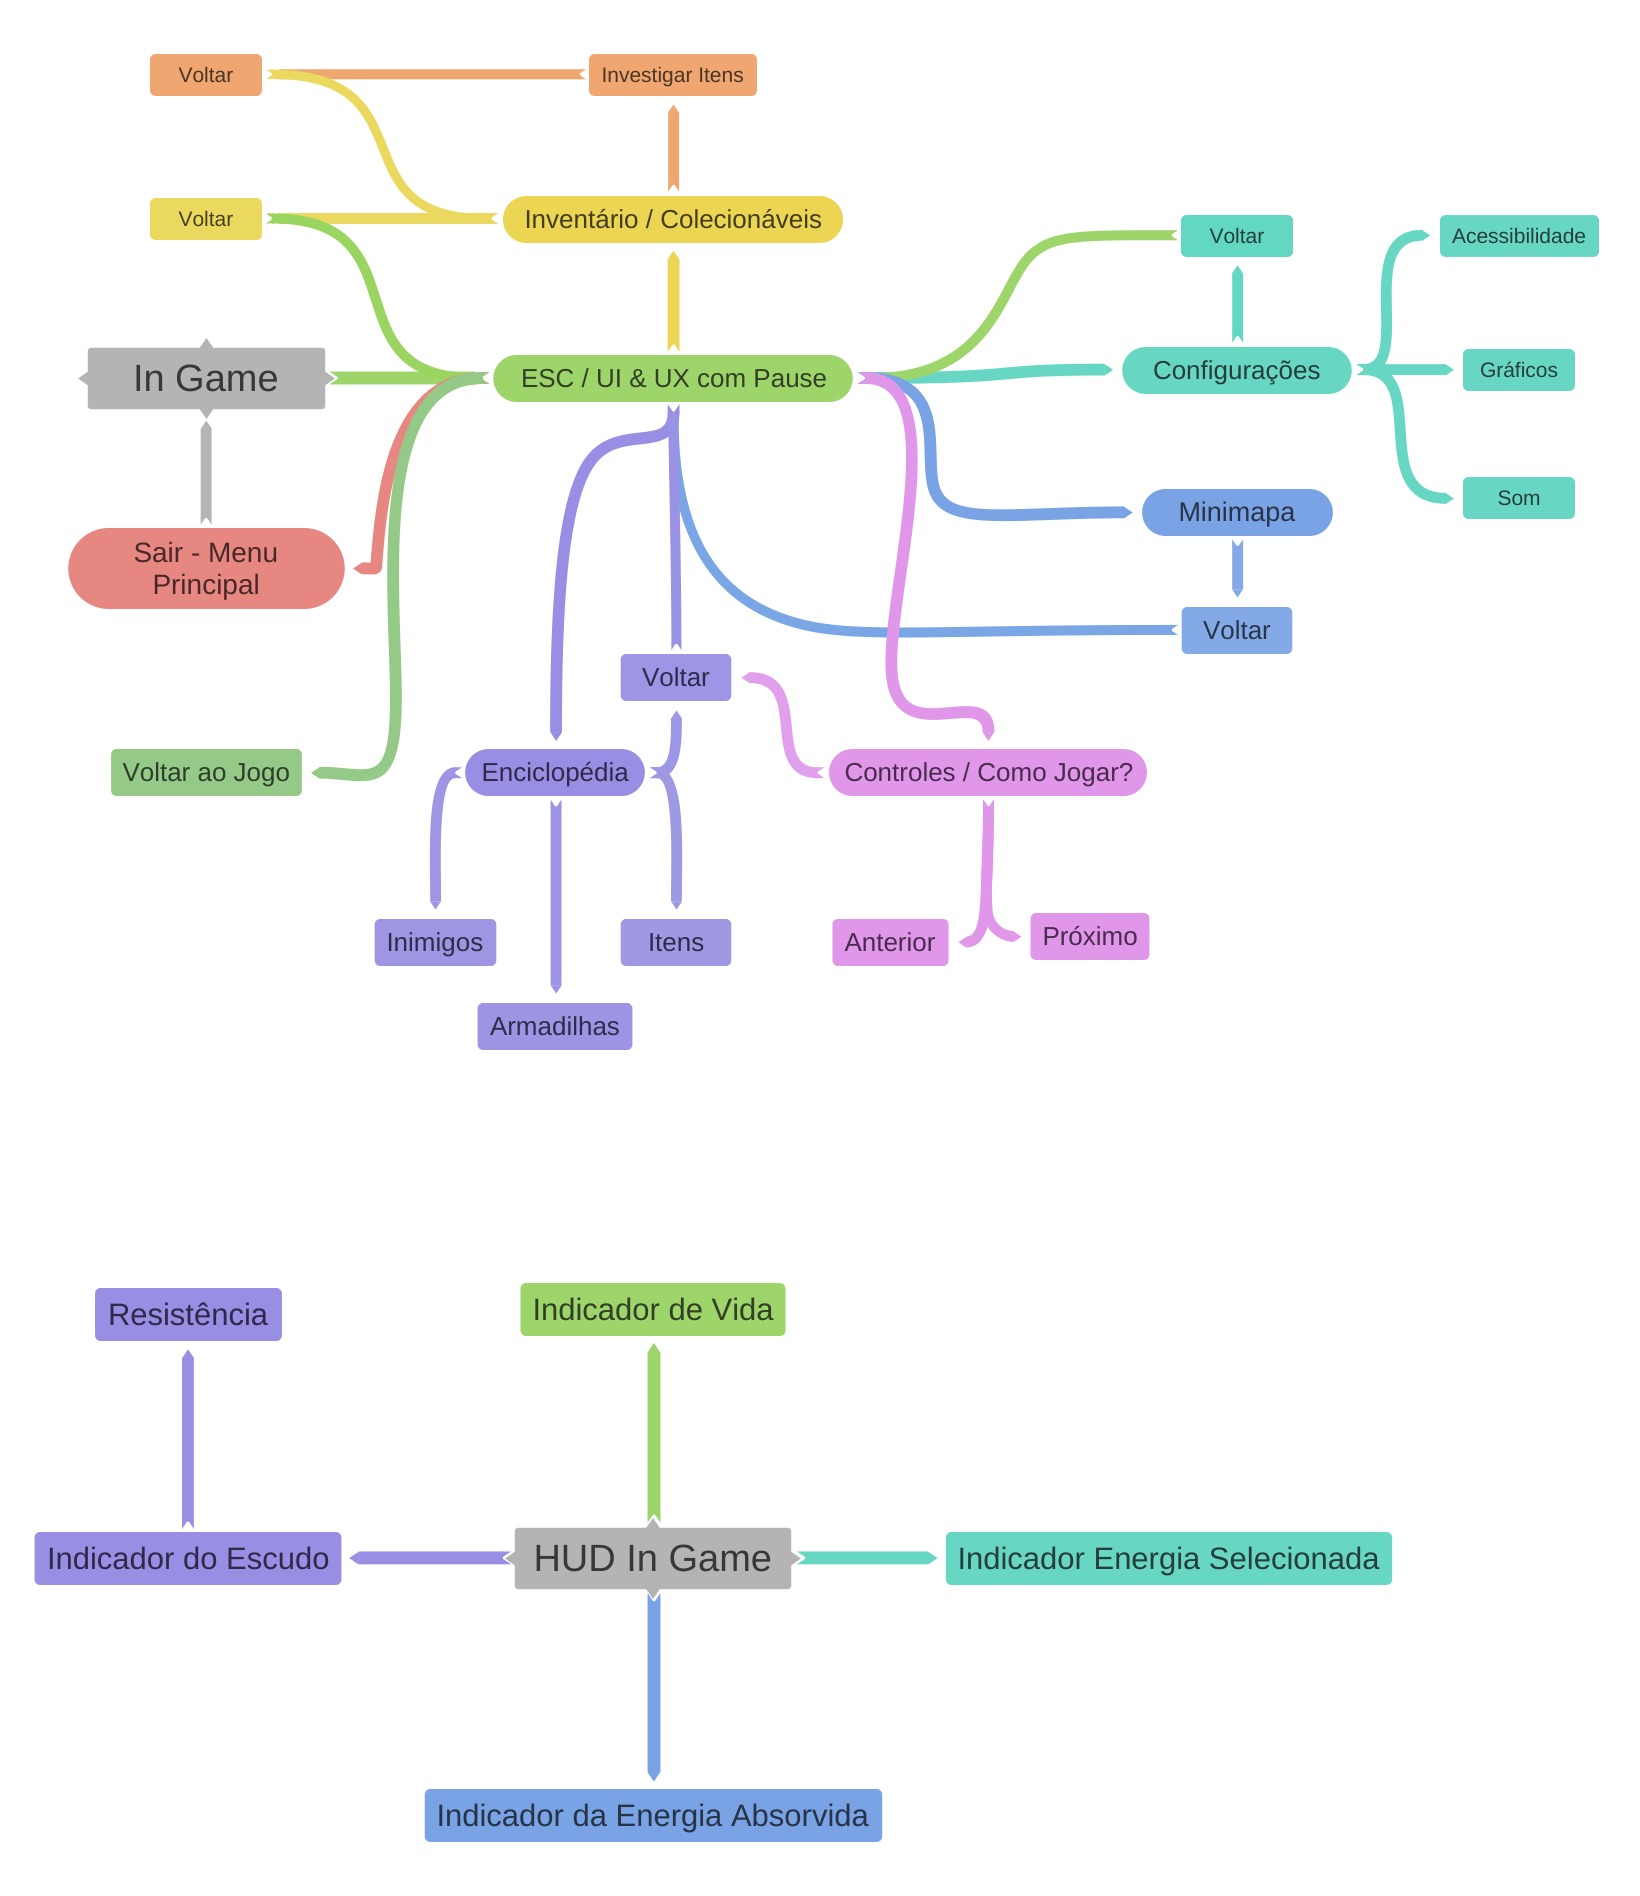 Voltar
Investigar Itens
Voltar
Inventário / Colecionáveis
Voltar
Acessibilidade
In Game
ESC / UI & UX com Pause
Configurações
Gráficos
Som
Minimapa
Sair - Menu
Principal
Voltar
Voltar
Voltar ao Jogo
Enciclopédia
Controles / Como Jogar?
Inimigos
Itens
Anterior
Próximo
Armadilhas
Resistência
Indicador de Vida
Indicador do Escudo
HUD In Game
Indicador Energia Selecionada
Indicador da Energia Absorvida